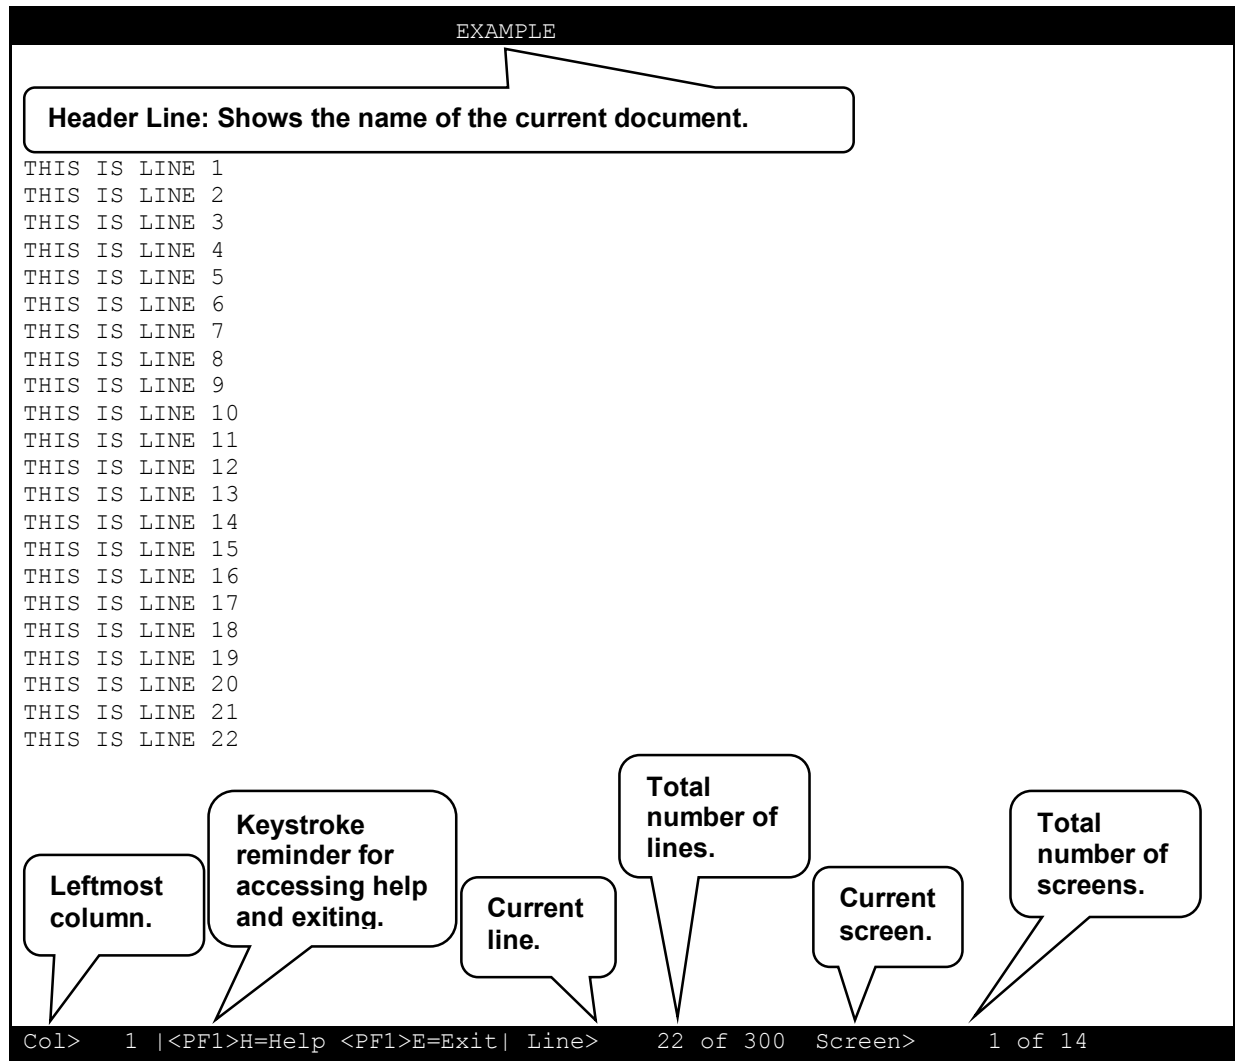 EXAMPLE
Header Line: Shows the name of the current document.
THIS IS LINE 1
THIS IS LINE 2
THIS IS LINE 3
THIS IS LINE 4
THIS IS LINE 5
THIS IS LINE 6
THIS IS LINE 7
THIS IS LINE 8
THIS IS LINE 9
THIS IS LINE 10
THIS IS LINE 11
THIS IS LINE 12
THIS IS LINE 13
THIS IS LINE 14
THIS IS LINE 15
THIS IS LINE 16
THIS IS LINE 17
THIS IS LINE 18
THIS IS LINE 19
THIS IS LINE 20
THIS IS LINE 21
THIS IS LINE 22
Leftmost
column.
Keystroke
reminder for
accessing help
and exiting.
Current
line.
Total
number of
lines.
Current
screen.
Total
number of
screens.
Col> 1 |<PF1>H=Help <PF1>E=Exit| Line> 22 of 300 Screen> 1 of 14